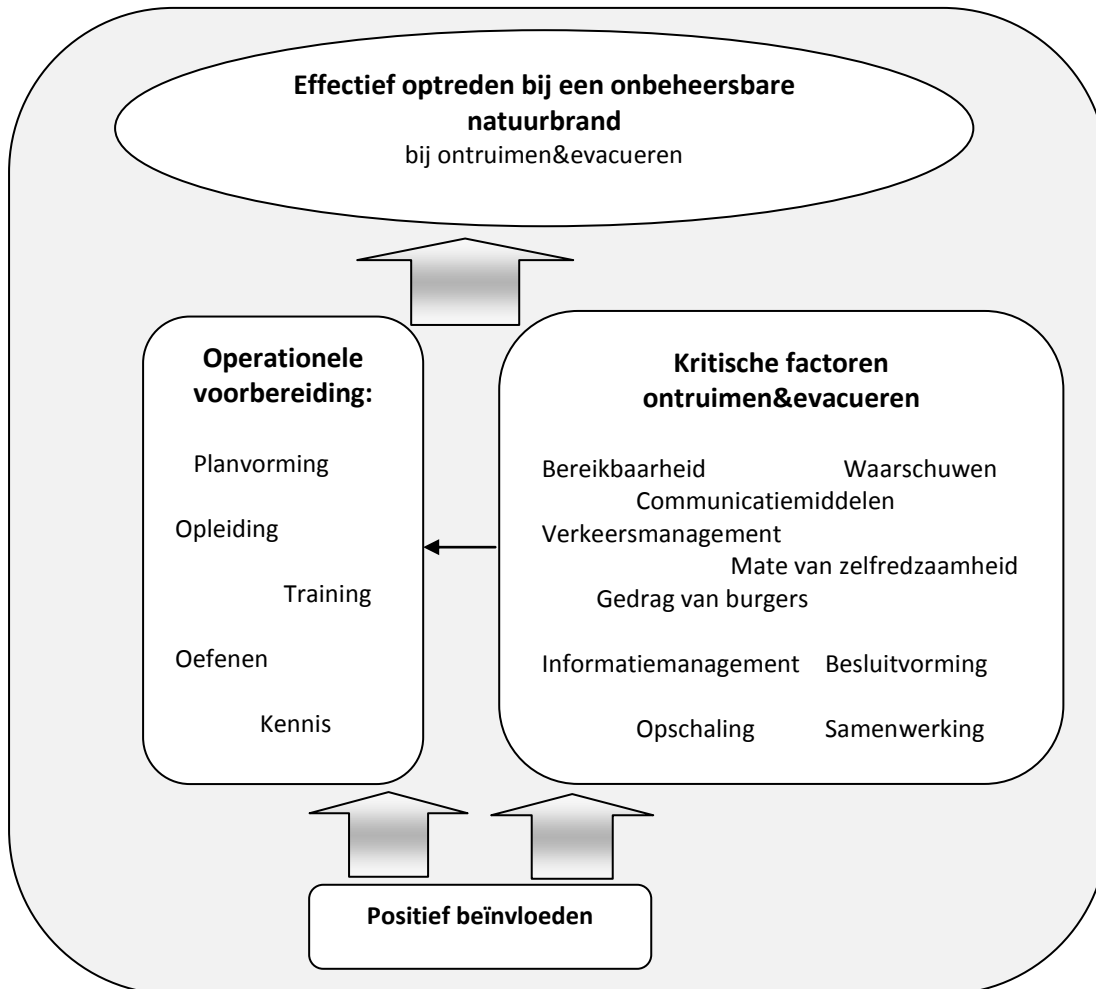 Effectief optreden bij een onbeheersbare
natuurbrand
bij ontruimen&evacueren
Operationele
voorbereiding:
Planvorming
Opleiding
Training
Oefenen
Kennis
Kritische factoren
ontruimen&evacueren
Bereikbaarheid Waarschuwen
Communicatiemiddelen
Verkeersmanagement
Mate van zelfredzaamheid
Gedrag van burgers
Informatiemanagement Besluitvorming
Opschaling Samenwerking
Positief beïnvloeden